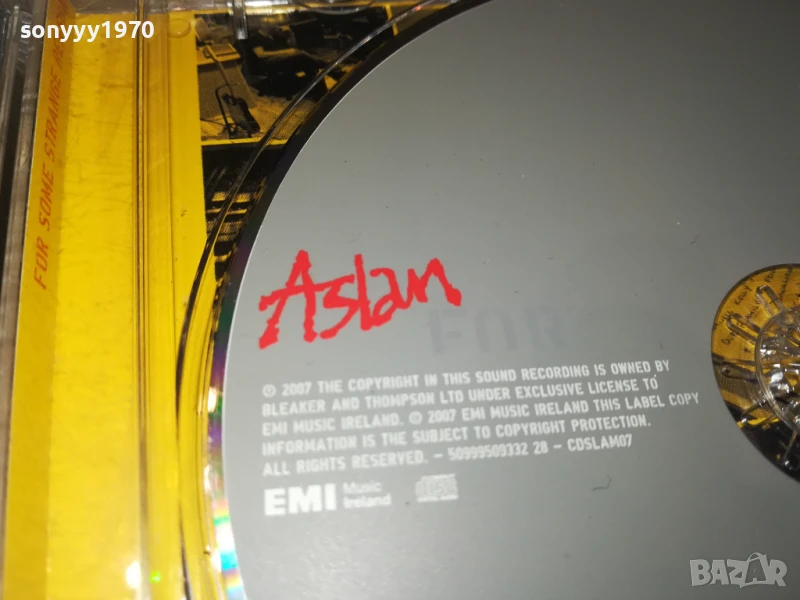 sonyyy1970
FOR SOME STRANGE
Aslan
FOR
℗ 2007 THE COPYRIGHT IN THIS SOUND RECORDING IS OWNED BY
BLEAKER AND THOMPSON LTD UNDER EXCLUSIVE LICENSE TO
EMI MUSIC IRELAND. © 2007 EMI MUSIC IRELAND THIS LABEL COPY
INFORMATION IS THE SUBJECT TO COPYRIGHT PROTECTION.
ALL RIGHTS RESERVED. – 50999509332 28 – CDSLAM07
EMI Music
Ireland
BAZAR